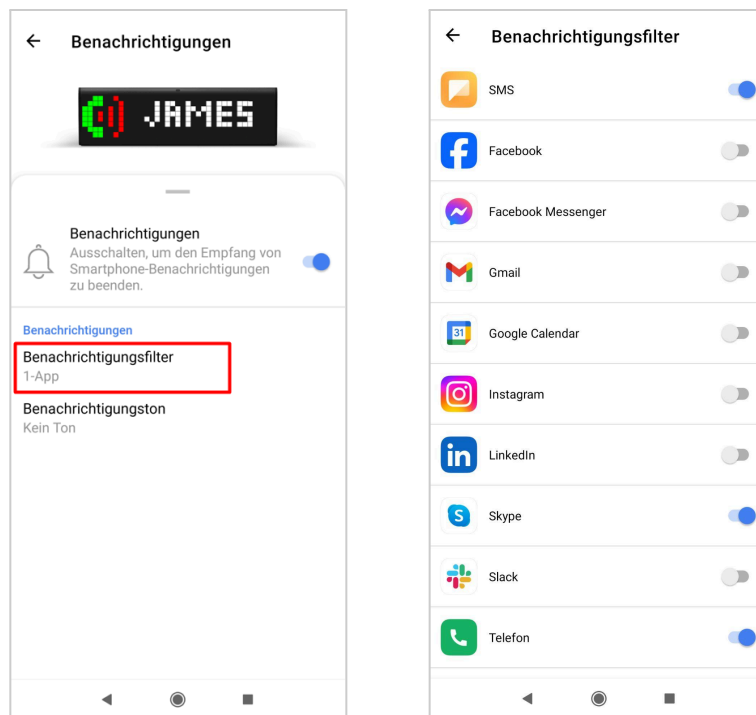 Benachrichtigungen
JAMES
Benachrichtigungen
Ausschalten, um den Empfang von
Smartphone-Benachrichtigungen
zu beenden.
Benachrichtigungen
Benachrichtigungsfilter
1-App
Benachrichtigungston
Kein Ton
Benachrichtigungsfilter
SMS
Facebook
Facebook Messenger
Gmail
31
Google Calendar
Instagram
in
LinkedIn
S
Skype
Slack
Telefon